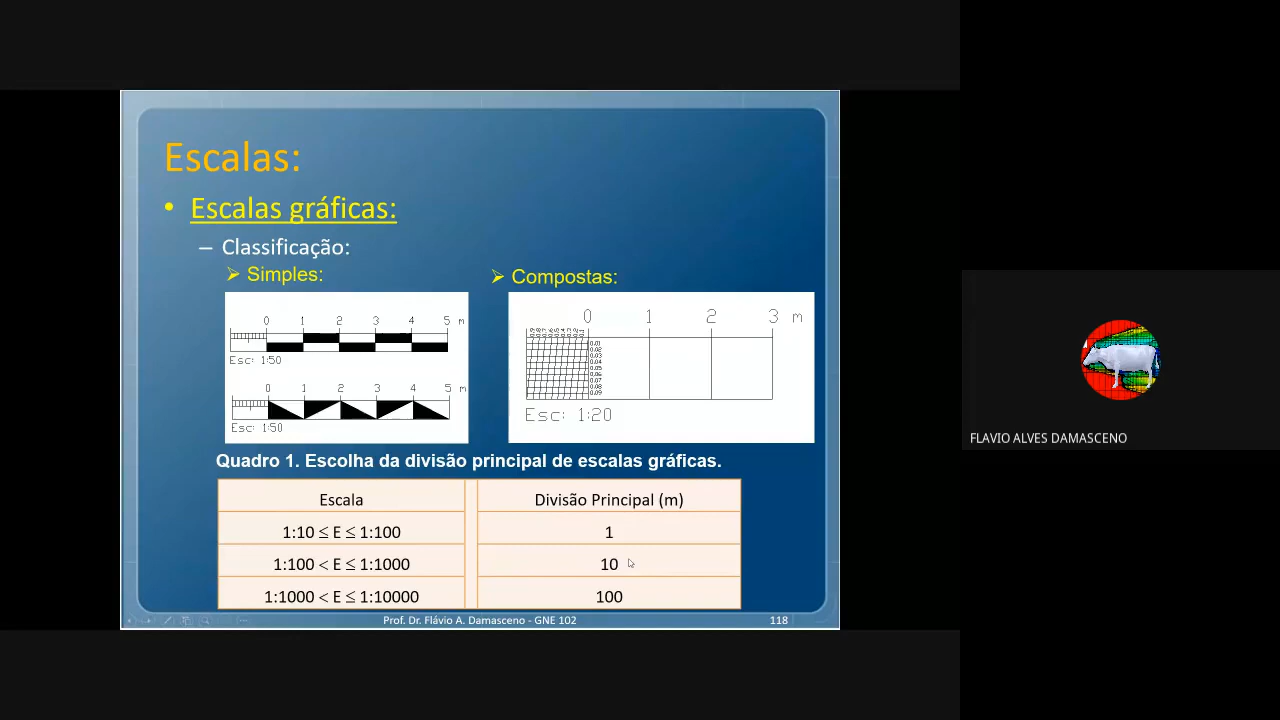 Escalas:
• Escalas gráficas:
– Classificação:
➢ Simples:
➢ Compostas:
0 1 2 3 4 5 m
Esc: 1:50
0 1 2 3 4 5 m
Esc: 1:50
0 1 2 3 m
0.01
0.02
0.03
0.04
0.05
0.06
0.07
0.08
0.09
Esc: 1:20
Quadro 1. Escolha da divisão principal de escalas gráficas.
Escala Divisão Principal (m)
1:10 ≤ E ≤ 1:100 1
1:100 < E ≤ 1:1000 10
1:1000 < E ≤ 1:10000 100
Prof. Dr. Flávio A. Damasceno - GNE 102 118
FLAVIO ALVES DAMASCENO